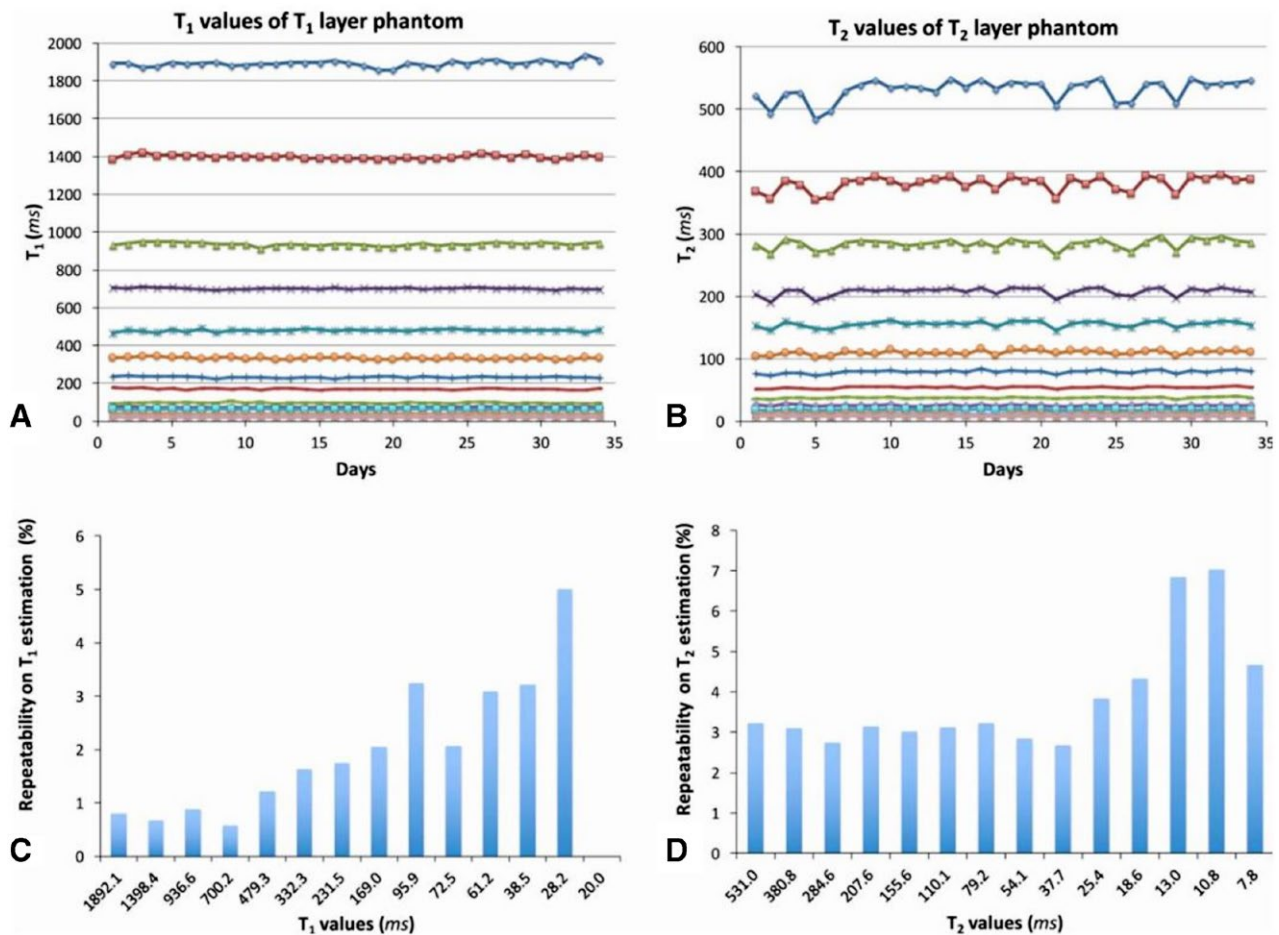 T1 values of T1 layer phantom
2000
1800
1600
1400
1200
1000
800
600
400
200
0
T1 (ms)
0 5 10 15 20 25 30 35
Days
A
T2 values of T2 layer phantom
600
500
400
300
200
100
0
T2 (ms)
0 5 10 15 20 25 30 35
Days
B
Repeatability on T1 estimation (%)
6
5
4
3
2
1
0
1892.1 1398.4 936.6 700.2 479.3 332.3 231.5 169.0 95.9 72.5 61.2 38.5 28.2 20.0
T1 values (ms)
C
Repeatability on T2 estimation (%)
8
7
6
5
4
3
2
1
0
531.0 380.8 284.6 207.6 155.6 110.1 79.2 54.1 37.7 25.4 18.6 13.0 10.8 7.8
T2 values (ms)
D